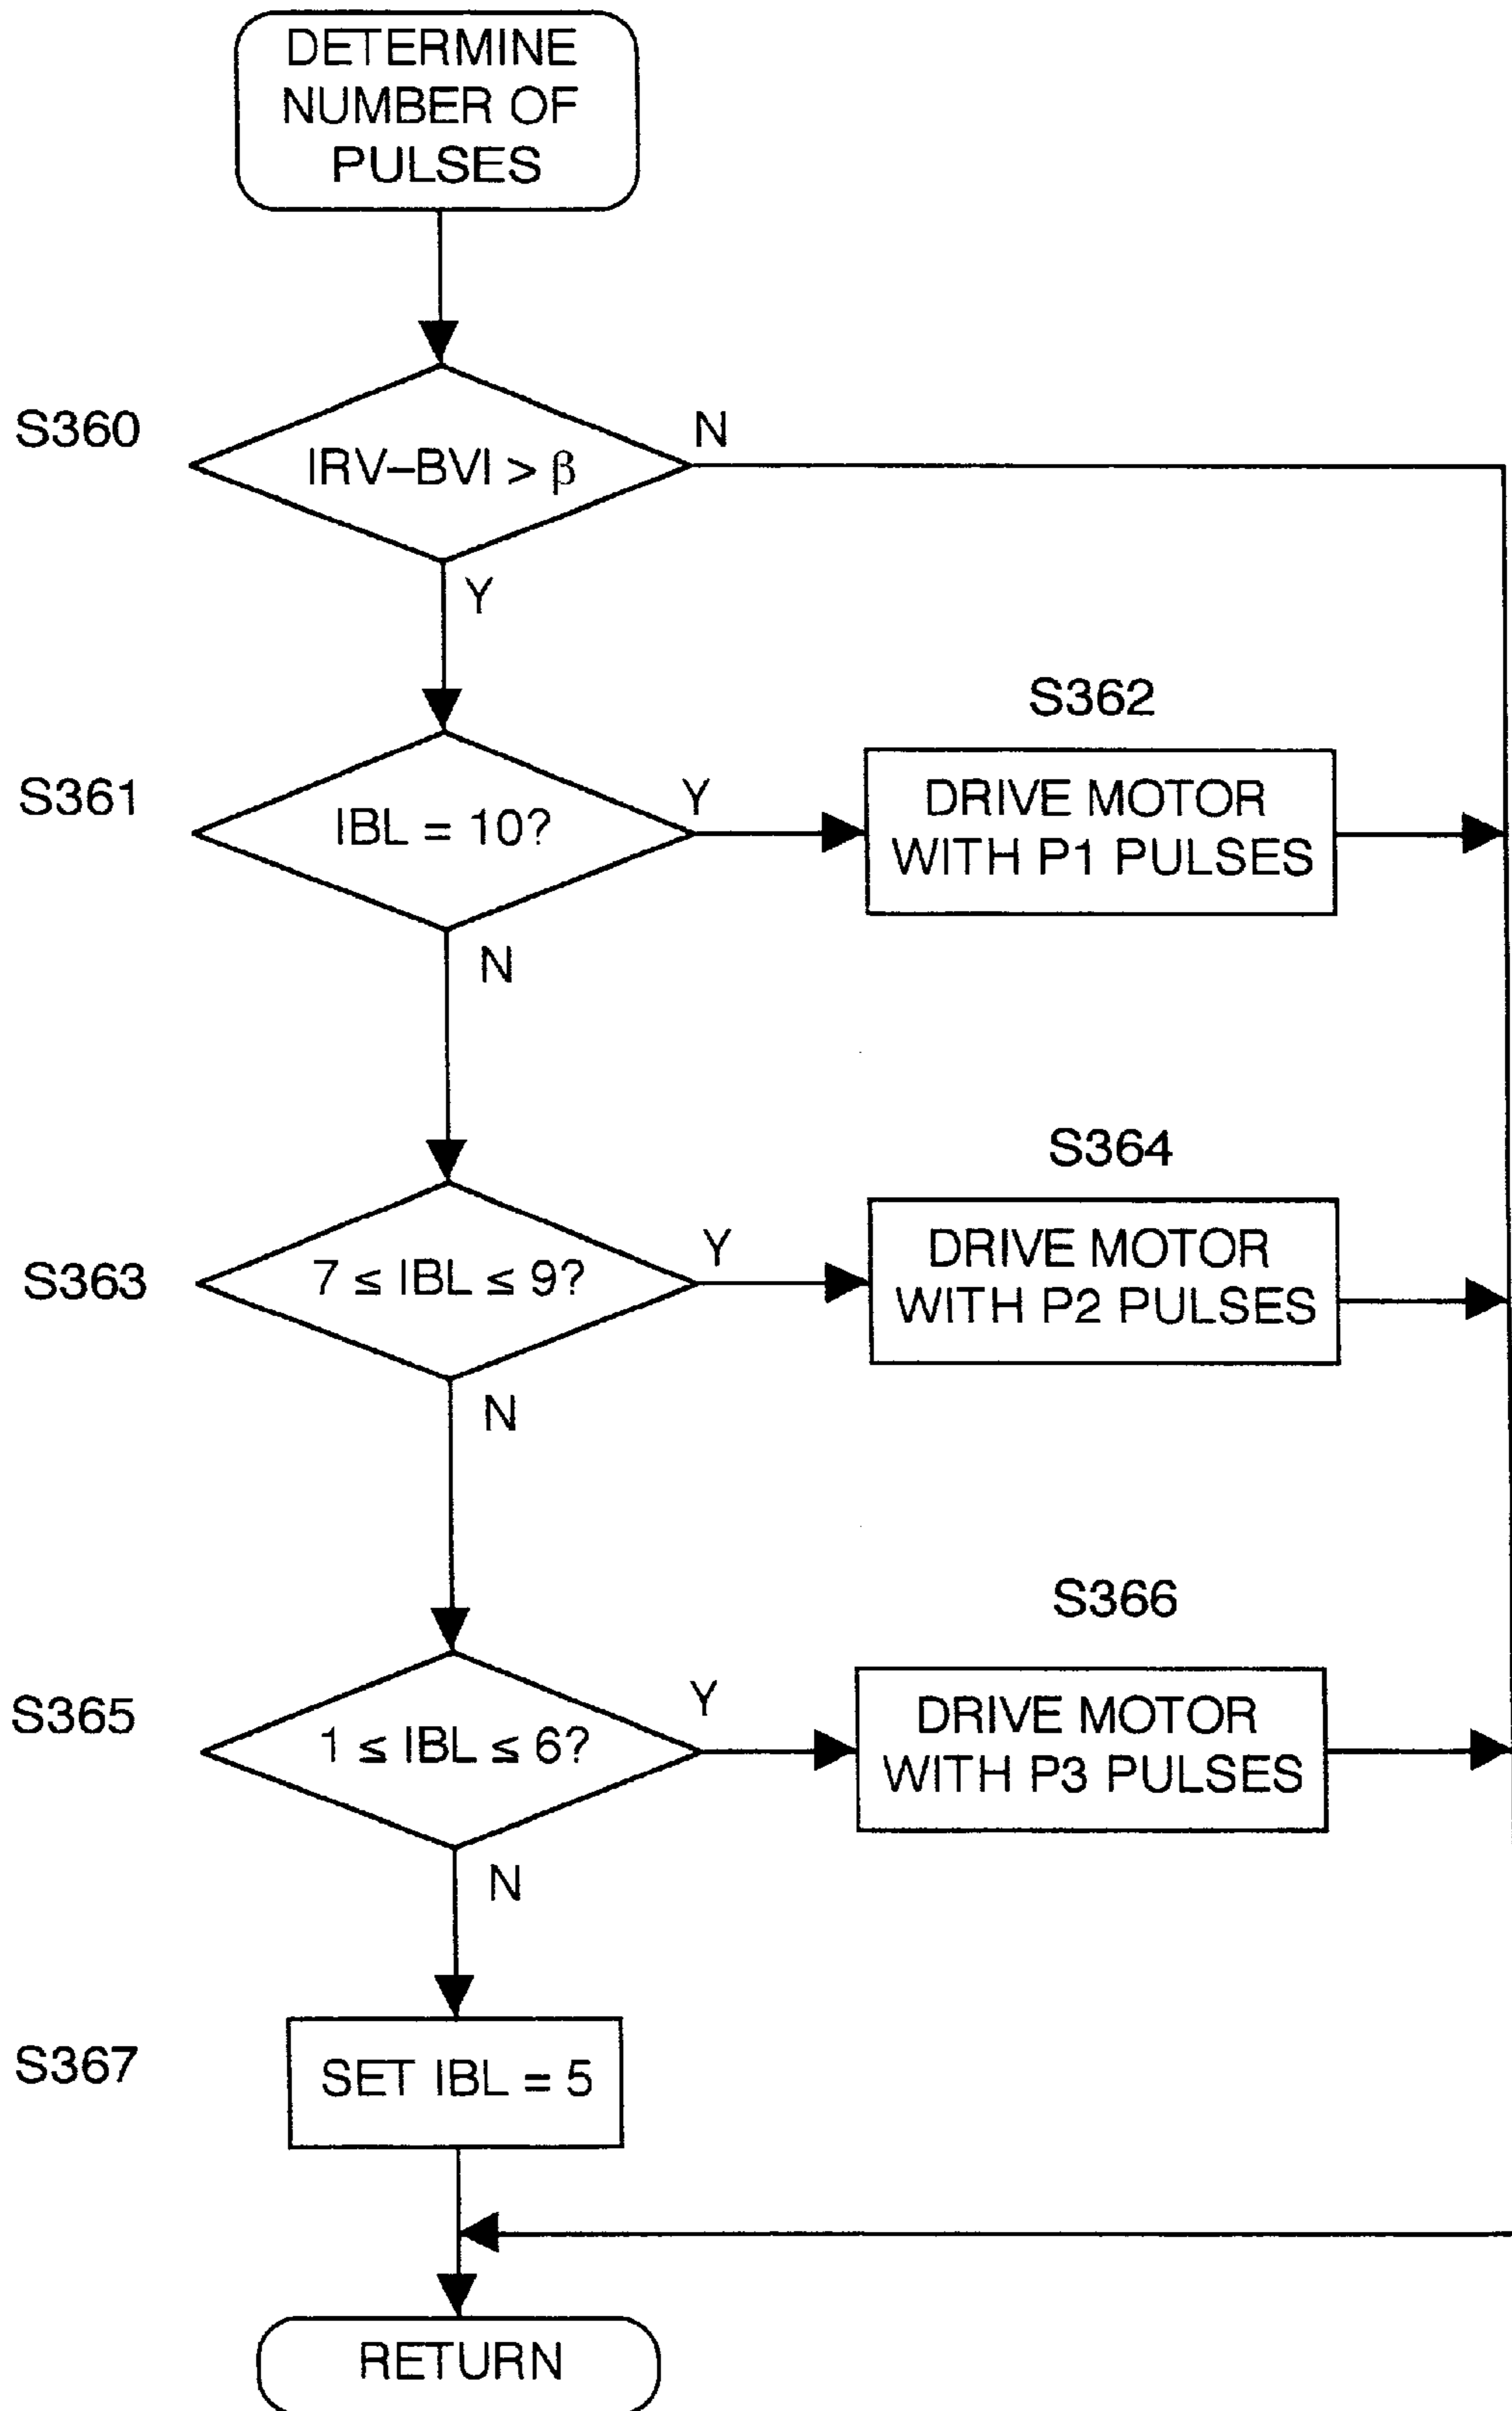 DETERMINE
NUMBER OF
PULSES
S360
IRV–BVI > β
N
Y
S361
IBL = 10?
Y
S362
DRIVE MOTOR
WITH P1 PULSES
N
S363
7 ≤ IBL ≤ 9?
Y
S364
DRIVE MOTOR
WITH P2 PULSES
N
S365
1 ≤ IBL ≤ 6?
Y
S366
DRIVE MOTOR
WITH P3 PULSES
N
S367
SET IBL = 5
RETURN